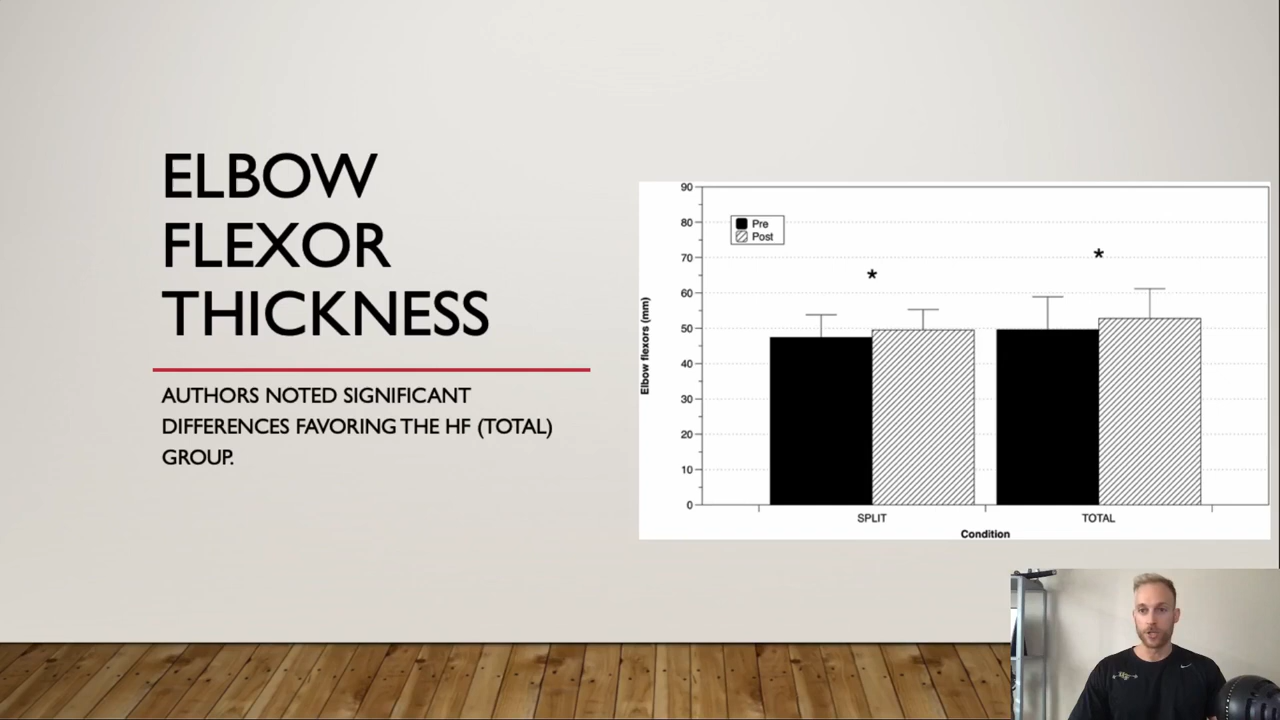 ELBOW
FLEXOR
THICKNESS
AUTHORS NOTED SIGNIFICANT
DIFFERENCES FAVORING THE HF (TOTAL)
GROUP.
90
80
70
60
50
40
30
20
10
0
Elbow flexors (mm)
Pre
Post
*
*
SPLIT
TOTAL
Condition